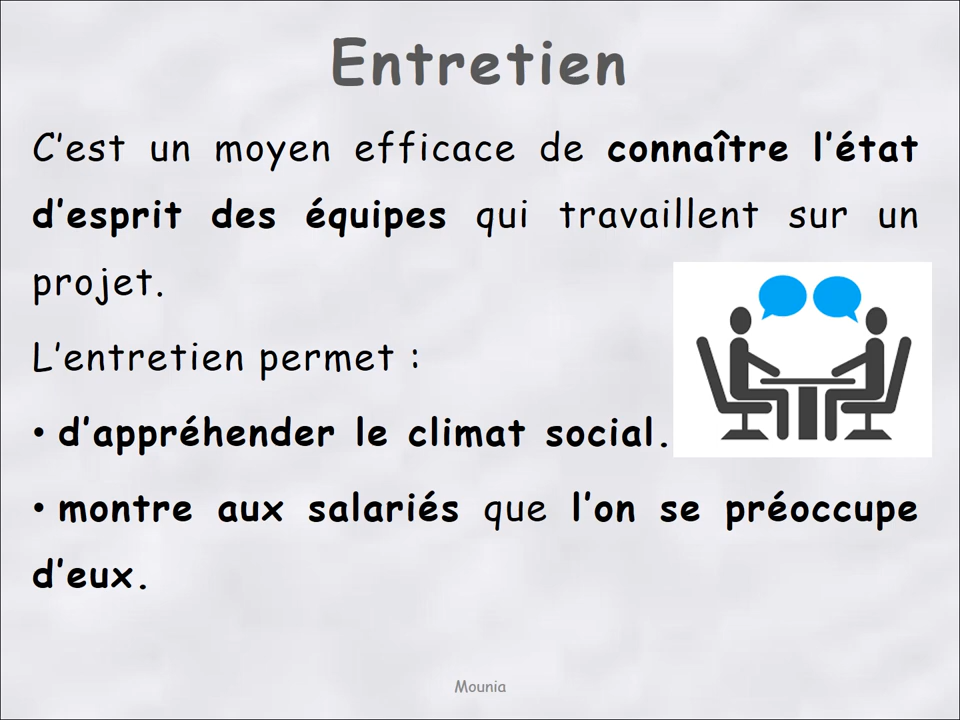 Entretien
C'est un moyen efficace de connaître l'état
d'esprit des équipes qui travaillent sur un
projet.
L'entretien permet :
• d'appréhender le climat social.
• montre aux salariés que l'on se préoccupe
d'eux.
Mounia